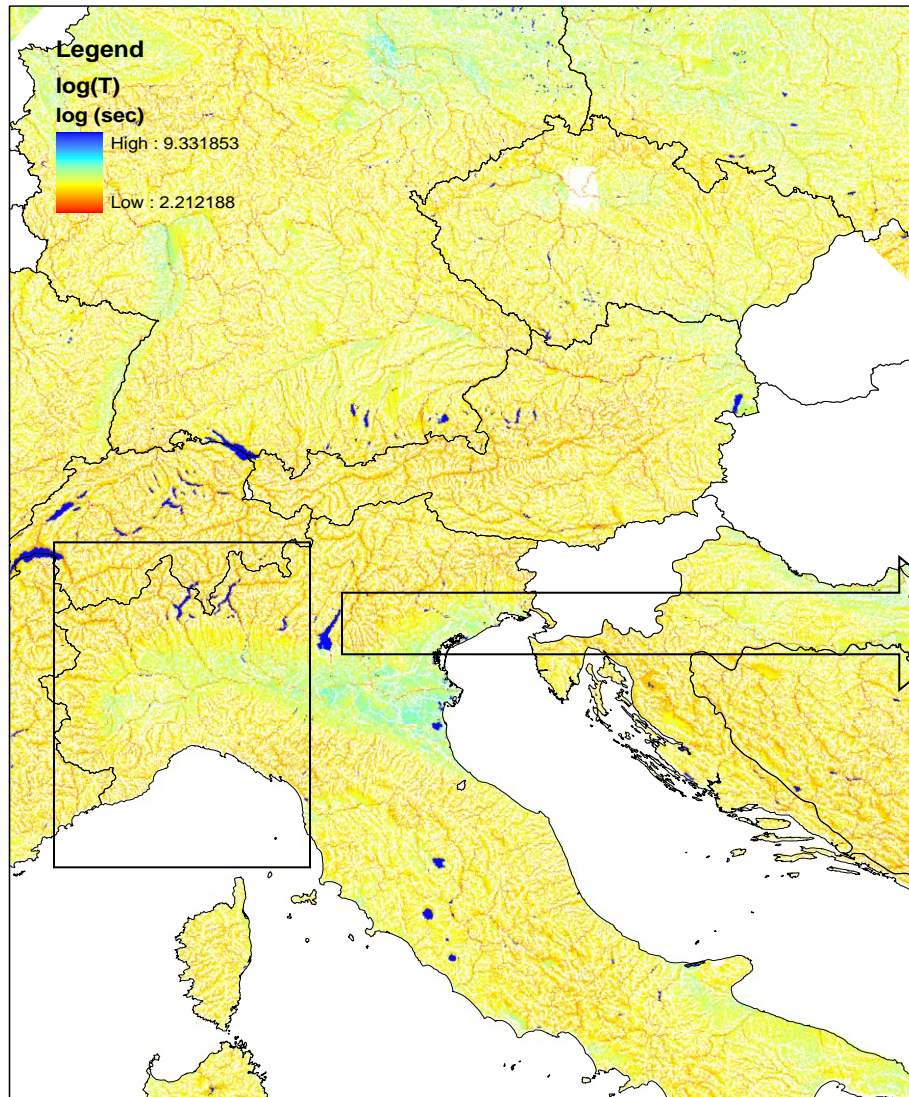 Legend
log(T)
log (sec)
High : 9.331853
Low : 2.212188